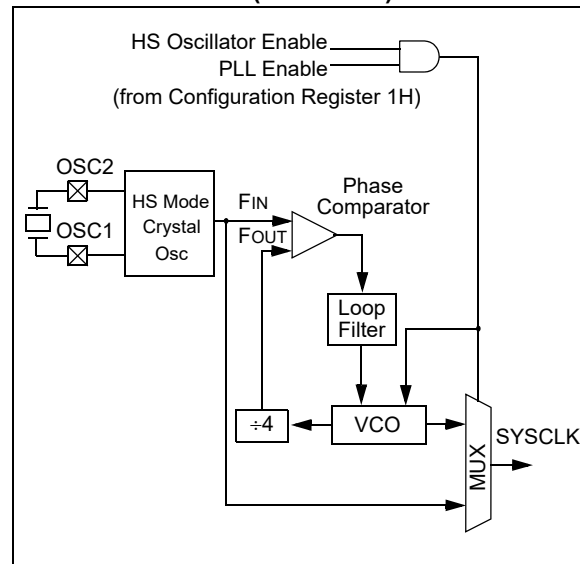 HS Oscillator Enable
PLL Enable
(from Configuration Register 1H)
OSC2
OSC1
HS Mode
Crystal
Osc
FIN
FOUT
Phase
Comparator
Loop
Filter
÷4
VCO
MUX
SYSCLK